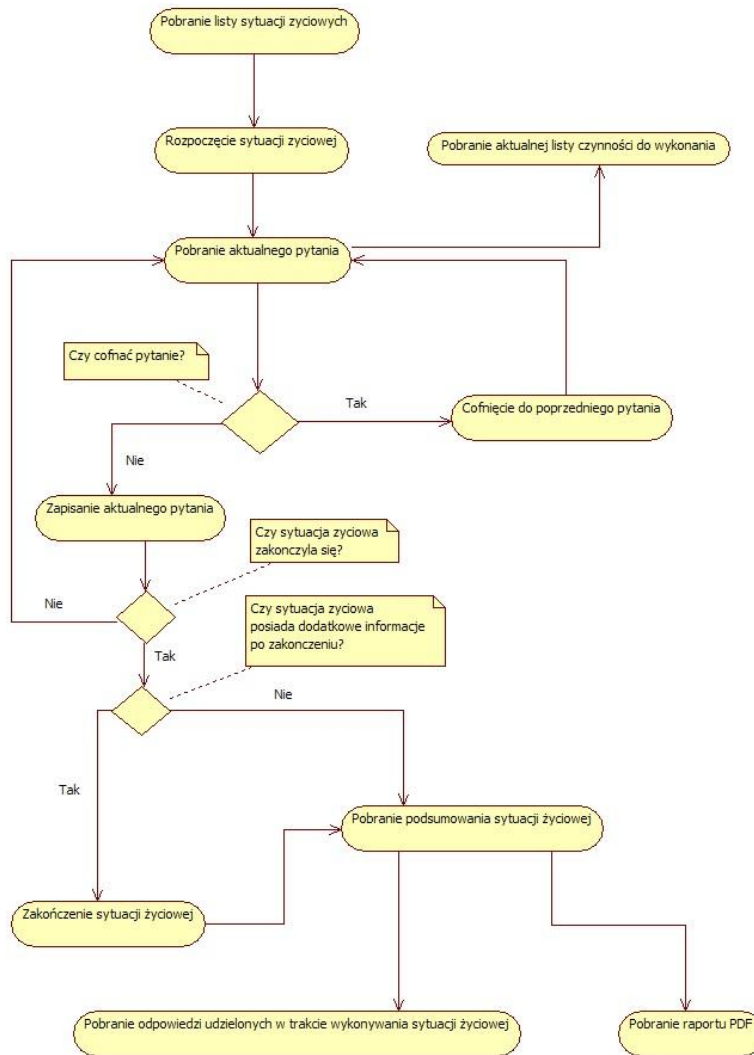 Pobranie listy sytuacji zyciowych
Rozpoczęcie sytuacji zyciowej
Pobranie aktualnej listy czynności do wykonania
Pobranie aktualnego pytania
Czy cofnać pytanie?
Tak
Cofnięcie do poprzedniego pytania
Nie
Zapisanie aktualnego pytania
Czy sytuacja zyciowa
zakonczyla się?
Nie
Czy sytuacja zyciowa
posiada dodatkowe informacje
po zakonczeniu?
Tak
Nie
Tak
Pobranie podsumowania sytuacji życiowej
Zakończenie sytuacji życiowej
Pobranie odpowiedzi udzielonych w trakcie wykonywania sytuacji życiowej
Pobranie raportu PDF